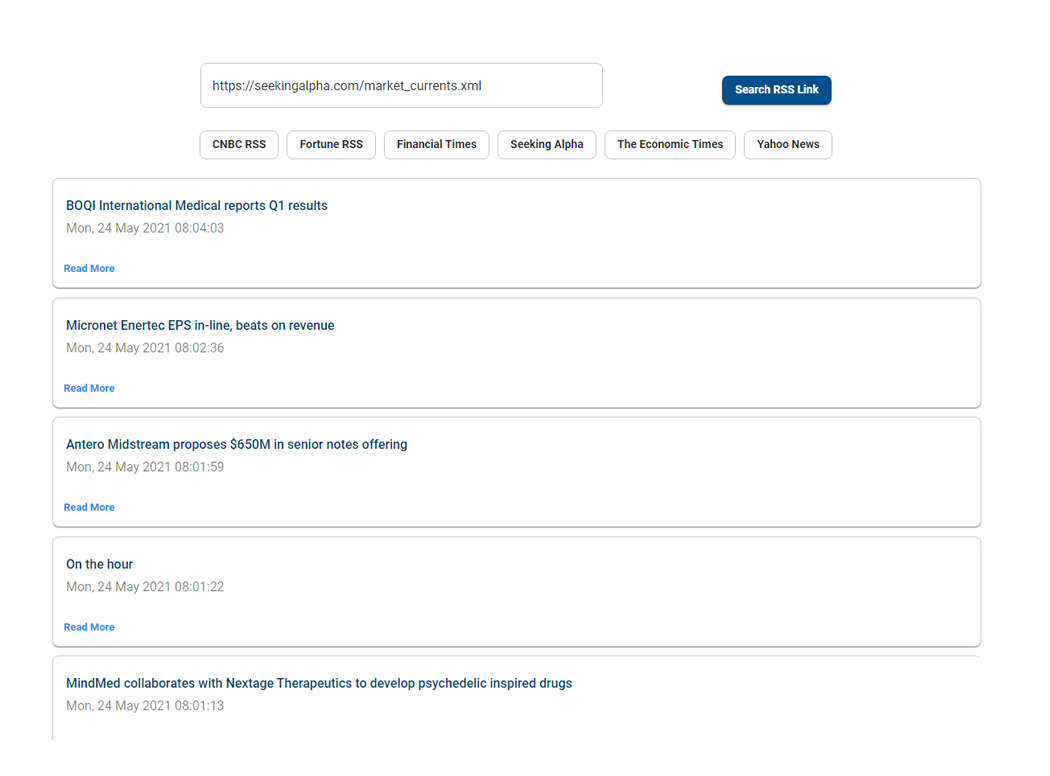 https://seekingalpha.com/market_currents.xml
Search RSS Link
CNBC RSS Fortune RSS Financial Times Seeking Alpha The Economic Times Yahoo News
BOQI International Medical reports Q1 results
Mon, 24 May 2021 08:04:03
Read More
Micronet Enertec EPS in-line, beats on revenue
Mon, 24 May 2021 08:02:36
Read More
Antero Midstream proposes $650M in senior notes offering
Mon, 24 May 2021 08:01:59
Read More
On the hour
Mon, 24 May 2021 08:01:22
Read More
MindMed collaborates with Nextage Therapeutics to develop psychedelic inspired drugs
Mon, 24 May 2021 08:01:13